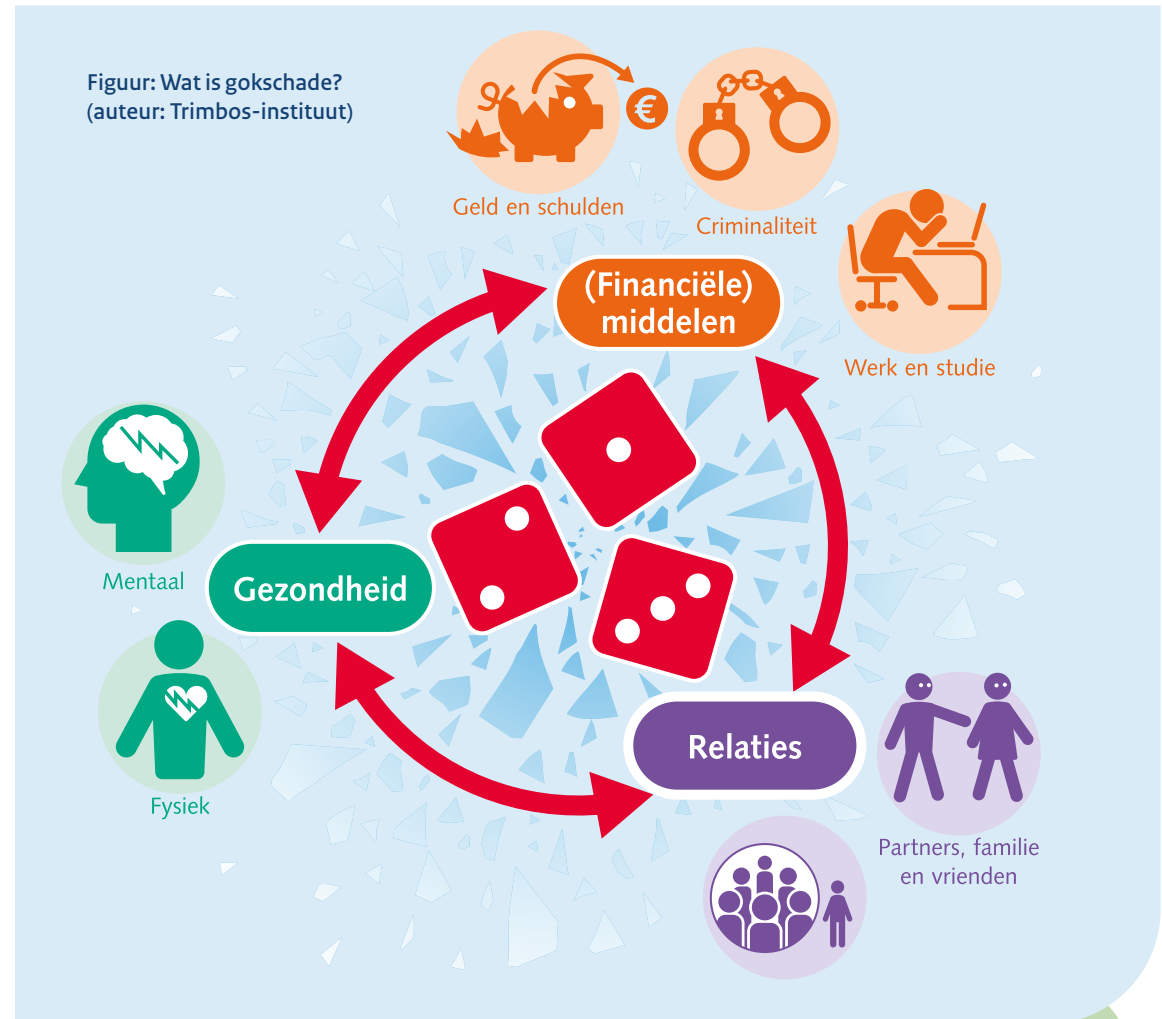 Figuur: Wat is gokschade?
(auteur: Trimbos-instituut)
€
Geld en schulden
Criminaliteit
(Financiële)
middelen
Werk en studie
Mentaal
Gezondheid
Fysiek
Relaties
Partners, familie
en vrienden